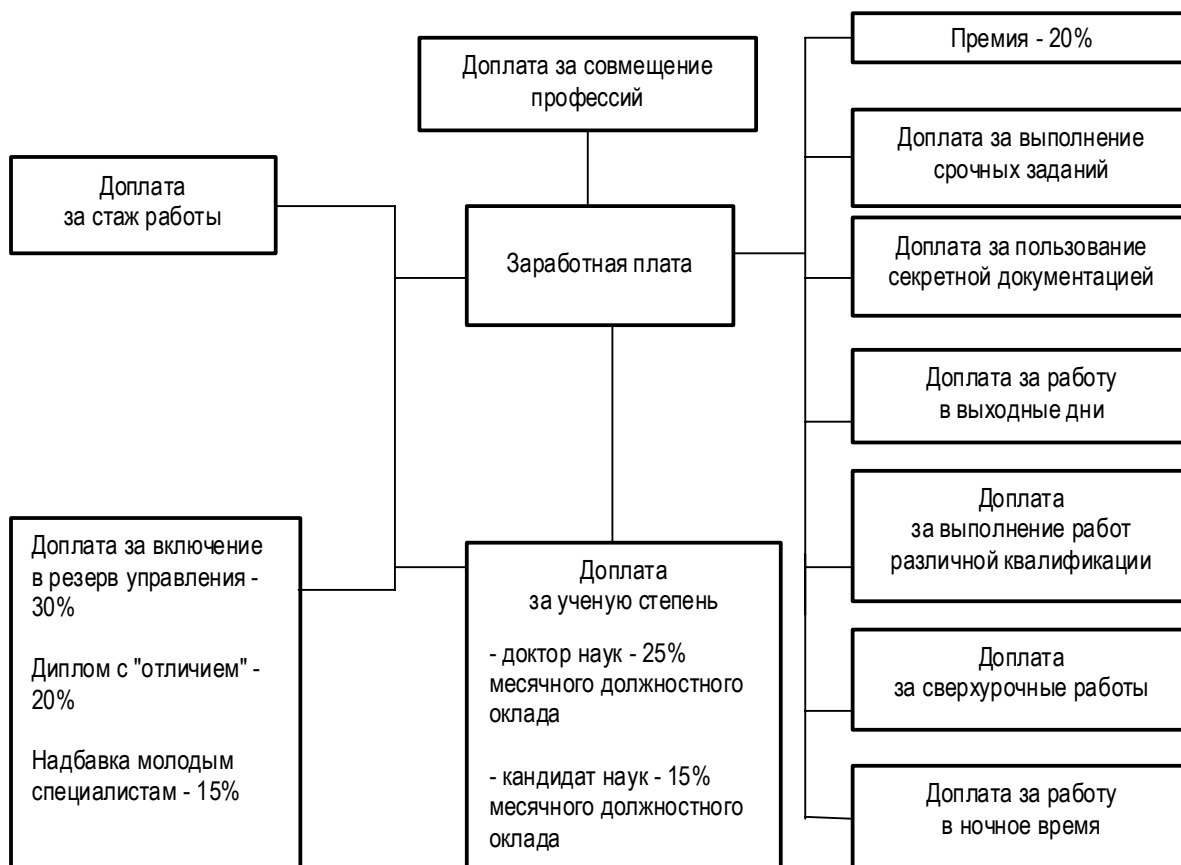 Доплата за совмещение
профессий
Доплата
за стаж работы
Заработная плата
Доплата за включение
в резерв управления -
30%
Диплом с "отличием" -
20%
Надбавка молодым
специалистам - 15%
Доплата
за ученую степень
- доктор наук - 25%
месячного должностного
оклада
- кандидат наук - 15%
месячного должностного
оклада
Премия - 20%
Доплата за выполнение
срочных заданий
Доплата за пользование
секретной документацией
Доплата за работу
в выходные дни
Доплата
за выполнение работ
различной квалификации
Доплата
за сверхурочные работы
Доплата за работу
в ночное время